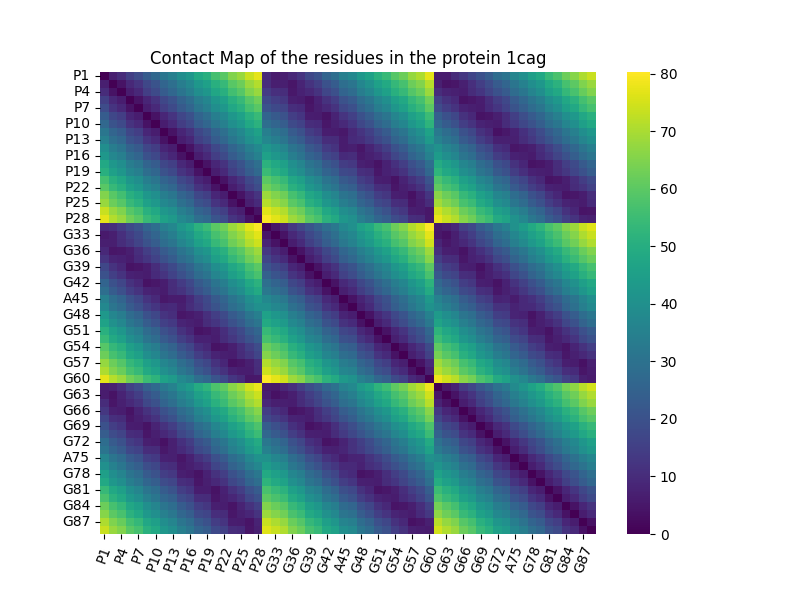 Contact Map of the residues in the protein 1cag
P1
P4
P7
P10
P13
P16
P19
P22
P25
P28
G33
G36
G39
G42
A45
G48
G51
G54
G57
G60
G63
G66
G69
G72
A75
G78
G81
G84
G87
P1 P4 P7 P10 P13 P16 P19 P22 P25 P28 G33 G36 G39 G42 A45 G48 G51 G54 G57 G60 G63 G66 G69 G72 A75 G78 G81 G84 G87
80
70
60
50
40
30
20
10
0